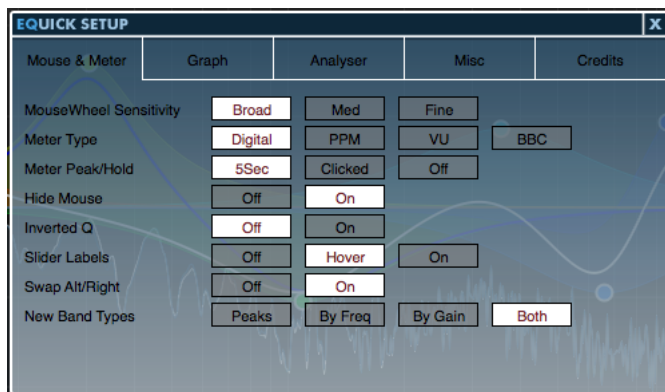 EQUICK SETUP X
Mouse & Meter Graph Analyser Misc Credits
MouseWheel Sensitivity Broad Med Fine
Meter Type Digital PPM VU BBC
Meter Peak/Hold 5Sec Clicked Off
Hide Mouse Off On
Inverted Q Off On
Slider Labels Off Hover On
Swap Alt/Right Off On
New Band Types Peaks By Freq By Gain Both